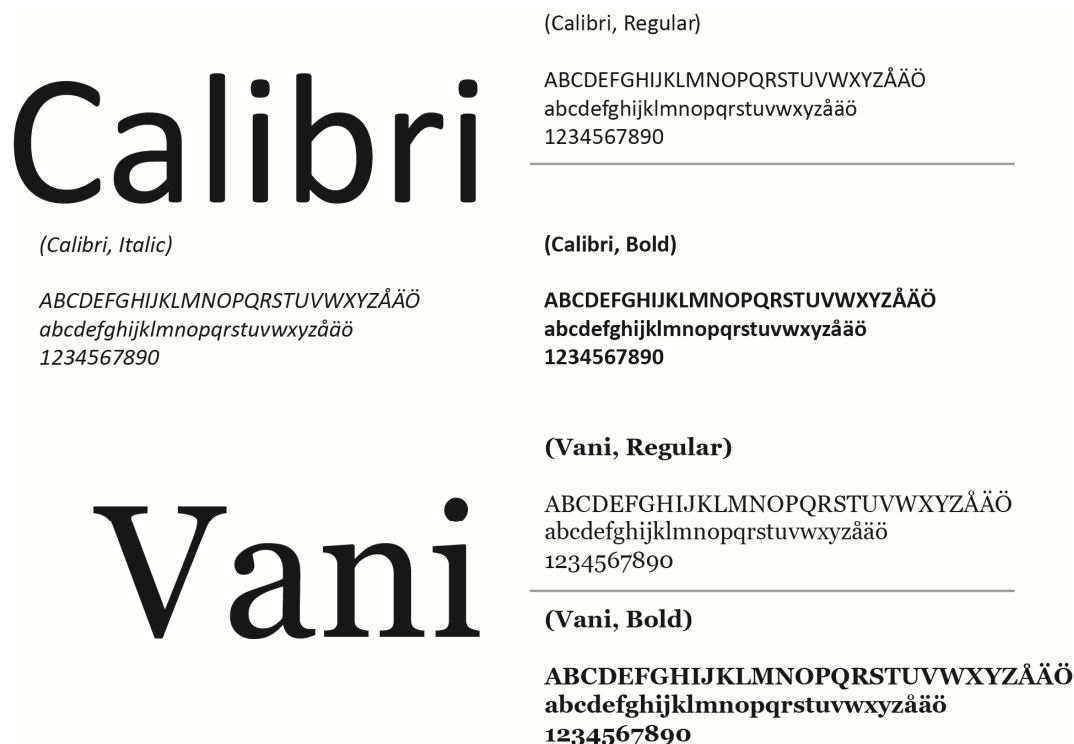 Calibri
(Calibri, Regular)
ABCDEFGHIJKLMNOPQRSTUVWXYZÅÄÖ
abcdefghijklmnopqrstuvwxyzåäö
1234567890
(Calibri, Italic)
ABCDEFGHIJKLMNOPQRSTUVWXYZÅÄÖ
abcdefghijklmnopqrstuvwxyzåäö
1234567890
(Calibri, Bold)
ABCDEFGHIJKLMNOPQRSTUVWXYZÅÄÖ
abcdefghijklmnopqrstuvwxyzåäö
1234567890
Vani
(Vani, Regular)
ABCDEFGHIJKLMNOPQRSTUVWXYZÅÄÖ
abcdefghijklmnopqrstuvwxyzåäö
1234567890
(Vani, Bold)
ABCDEFGHIJKLMNOPQRSTUVWXYZÅÄÖ
abcdefghijklmnopqrstuvwxyzåäö
1234567890